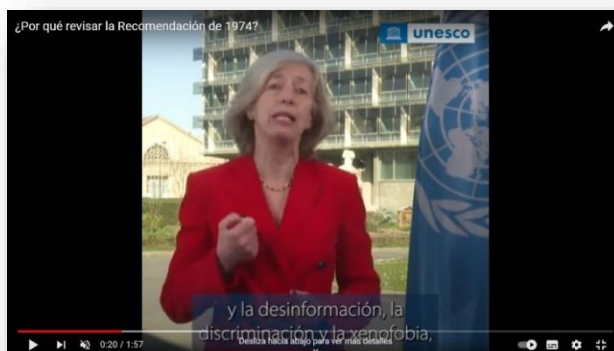 ¿Por qué revisar la Recomendación de 1974?
unesco
y la desinformación, la
discriminación y la xenofobia,
Desliza hacia abajo para ver más detalles
0:20 / 1:57